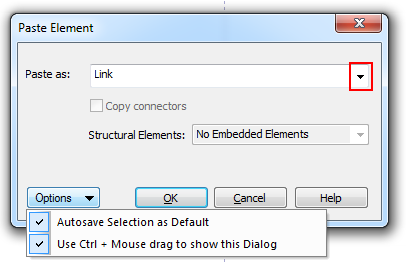 Paste Element
Paste as: Link
Copy connectors
Structural Elements: No Embedded Elements
Options OK Cancel Help
Autosave Selection as Default
Use Ctrl + Mouse drag to show this Dialog